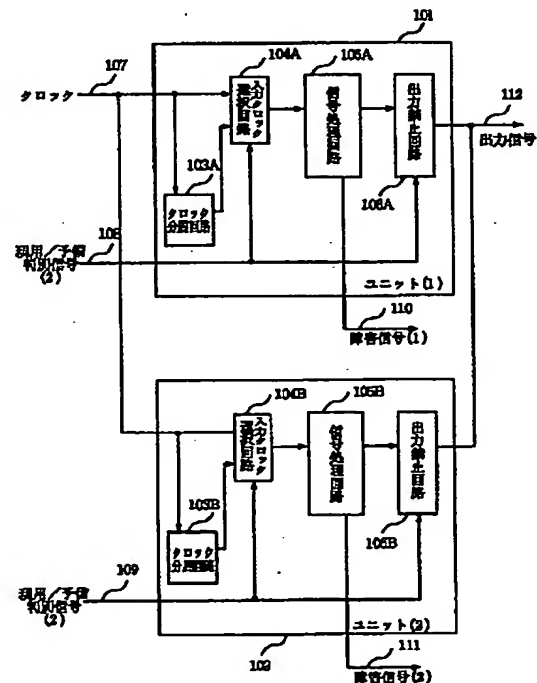 101
107
104A
105A
クロック
入力クロック
選択回路
信号処理回路
出力禁止回路
112
出力信号
103A
クロック
分周回路
106A
108
現用/予備
判別信号
(2)
ユニット(1)
110
障害信号(1)
104B
105B
入力クロック
選択回路
信号処理回路
出力禁止回路
103B
クロック
分周回路
106B
109
現用/予備
判別信号
(2)
ユニット(2)
111
102
障害信号(2)